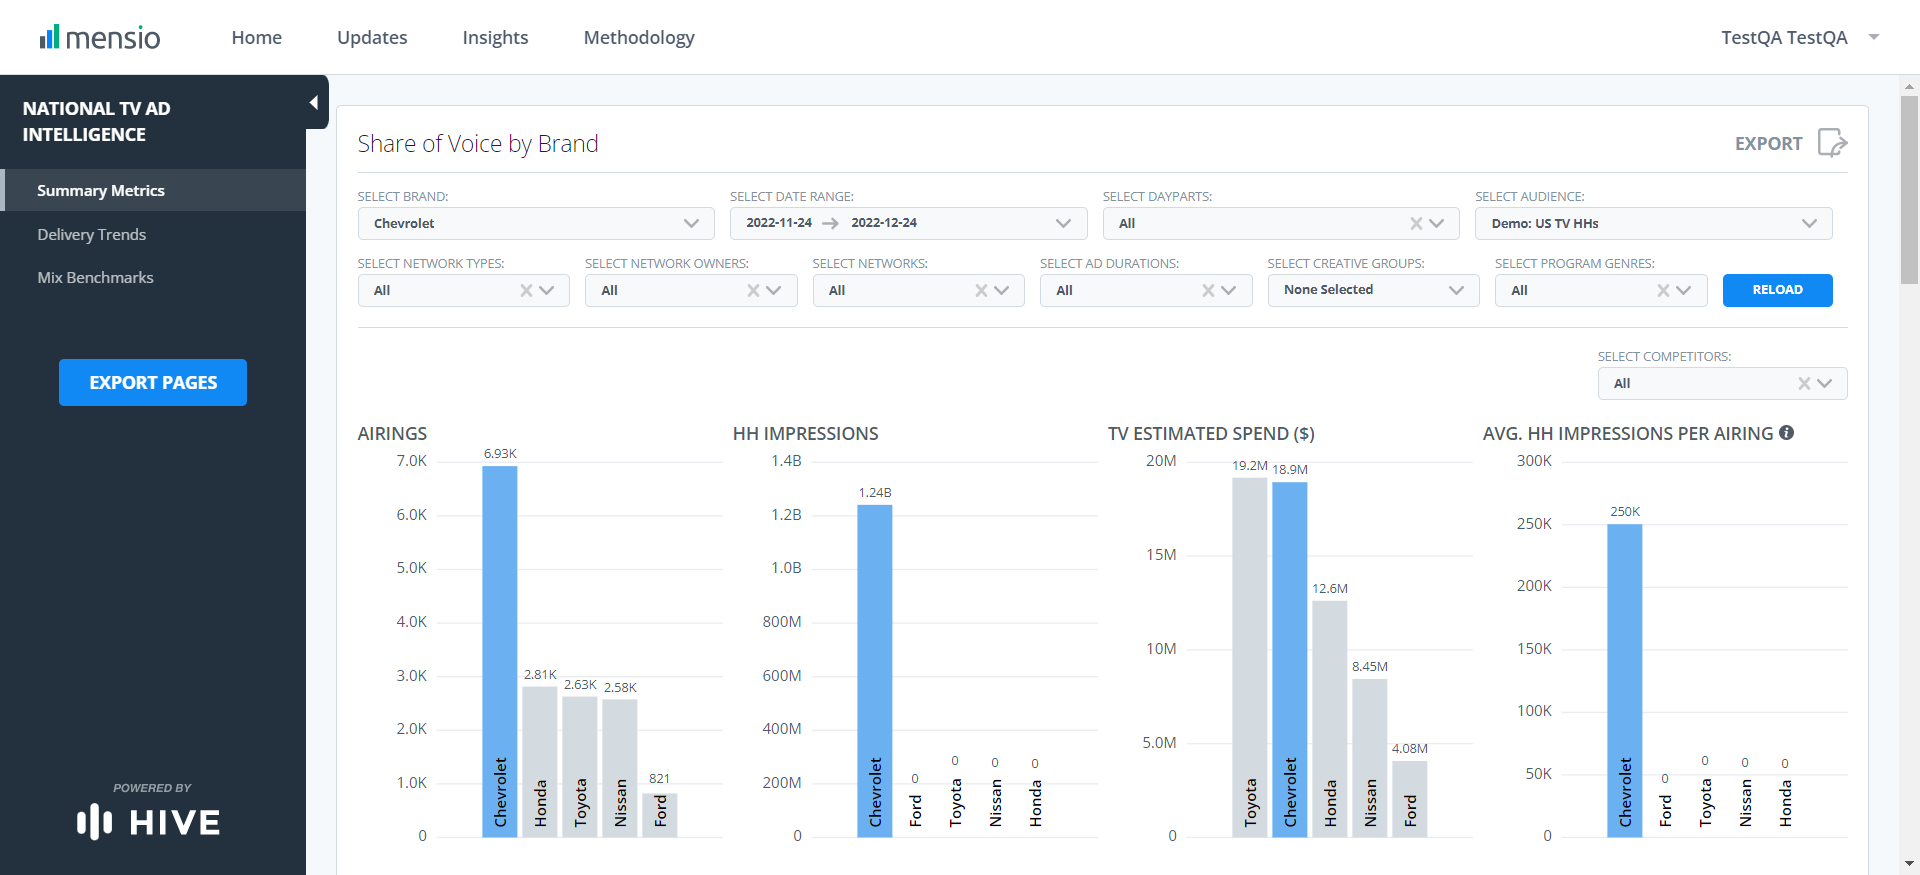 mensio
Home
Updates
Insights
Methodology
TestQA TestQA
NATIONAL TV AD
INTELLIGENCE
Summary Metrics
Delivery Trends
Mix Benchmarks
EXPORT PAGES
POWERED BY
HIVE
Share of Voice by Brand
EXPORT
SELECT BRAND:
Chevrolet
SELECT DATE RANGE:
2022-11-24 → 2022-12-24
SELECT DAYPARTS:
All
SELECT AUDIENCE:
Demo: US TV HHs
SELECT NETWORK TYPES:
All
SELECT NETWORK OWNERS:
All
SELECT NETWORKS:
All
SELECT AD DURATIONS:
All
SELECT CREATIVE GROUPS:
None Selected
SELECT PROGRAM GENRES:
All
RELOAD
SELECT COMPETITORS:
All
AIRINGS
7.0K
6.0K
5.0K
4.0K
3.0K
2.0K
1.0K
0
6.93K
2.81K
2.63K
2.58K
821
Chevrolet
Honda
Toyota
Nissan
Ford
HH IMPRESSIONS
1.4B
1.2B
1.0B
800M
600M
400M
200M
0
1.24B
0
0
0
0
Chevrolet
Ford
Toyota
Nissan
Honda
TV ESTIMATED SPEND ($)
20M
15M
10M
5.0M
0
19.2M
18.9M
12.6M
8.45M
4.08M
Toyota
Chevrolet
Honda
Nissan
Ford
AVG. HH IMPRESSIONS PER AIRING
300K
250K
200K
150K
100K
50K
0
250K
0
0
0
0
Chevrolet
Ford
Toyota
Nissan
Honda